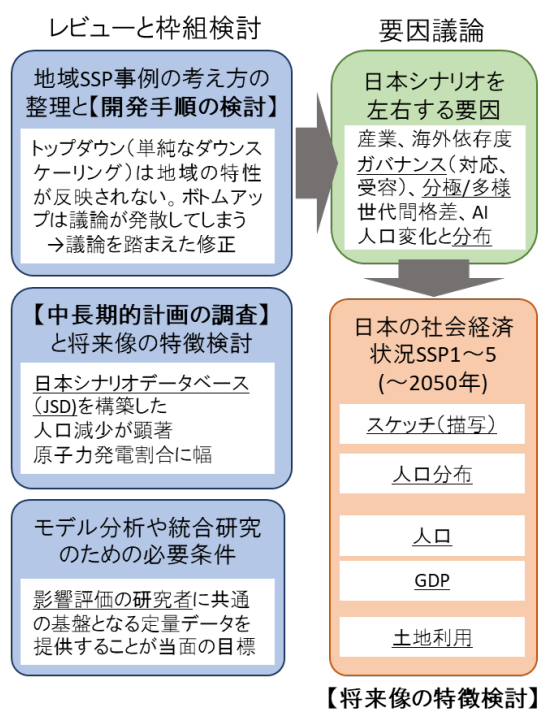 レビューと枠組検討
地域SSP事例の考え方の
整理と【開発手順の検討】
トップダウン(単純なダウンス
ケーリング)は地域の特性
が反映されない。ボトムアッ
プは議論が発散してしまう
→議論を踏まえた修正
【中長期的計画の調査】
と将来像の特徴検討
日本シナリオデータベース
(JSD)を構築した
人口減少が顕著
原子力発電割合に幅
モデル分析や統合研究
のための必要条件
影響評価の研究者に共通
の基盤となる定量データを
提供することが当面の目標
要因議論
日本シナリオを
左右する要因
産業、海外依存度
ガバナンス(対応、
受容)、分極/多様
世代間格差、AI
人口変化と分布
日本の社会経済
状況SSP1～5
(～2050年)
スケッチ(描写)
人口分布
人口
GDP
土地利用
【将来像の特徴検討】